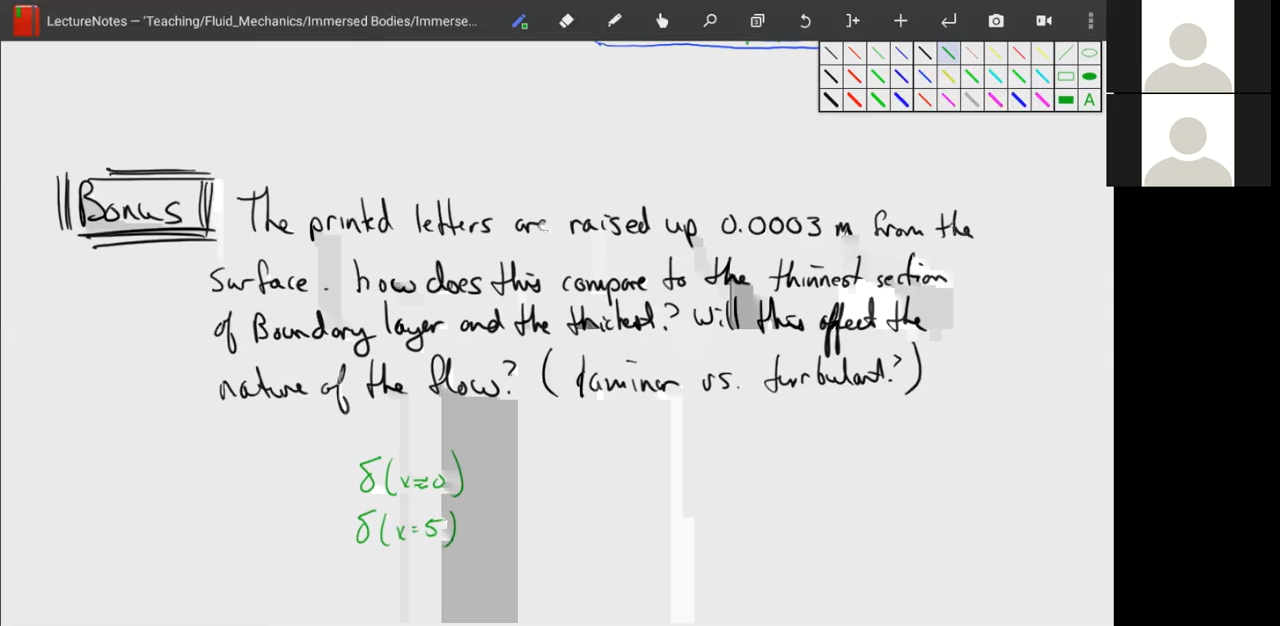 LectureNotes — 'Teaching/Fluid_Mechanics/Immersed Bodies/Immerse...
A
Bonus The printed letters are raised up 0.0003 m from the
surface. how does this compare to the thinnest section
of Boundary layer and the thickest? Will this affect the
nature of the flow? (laminar vs. turbulant?)
δ(x≈0)
δ(x=5)